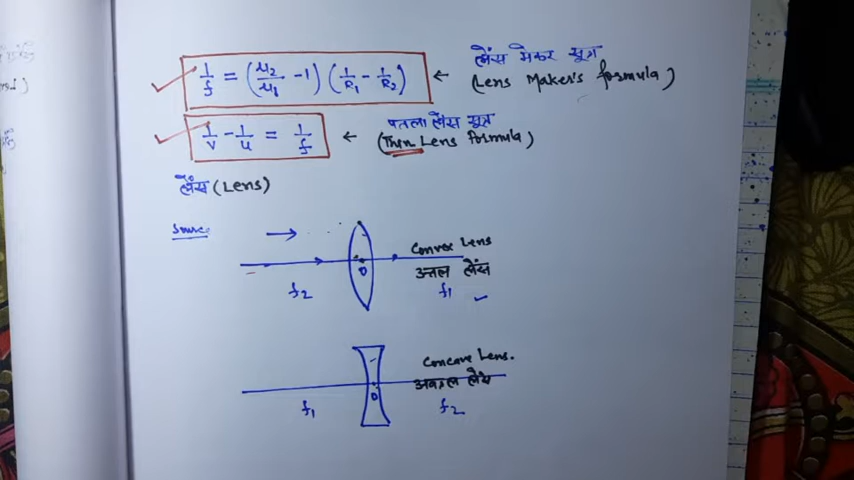 1/f = (μ2/μ1 − 1) (1/R1 − 1/R2) ← लेंस मेकर सूत्र
(Lens Maker's formula)
1/v − 1/u = 1/f ← पतला लेंस सूत्र
(Thin Lens formula)
लेंस (Lens)
Convex Lens
O
उत्तल लेंस
f2 f1
Concave Lens.
अवतल लेंस
O
f1 f2